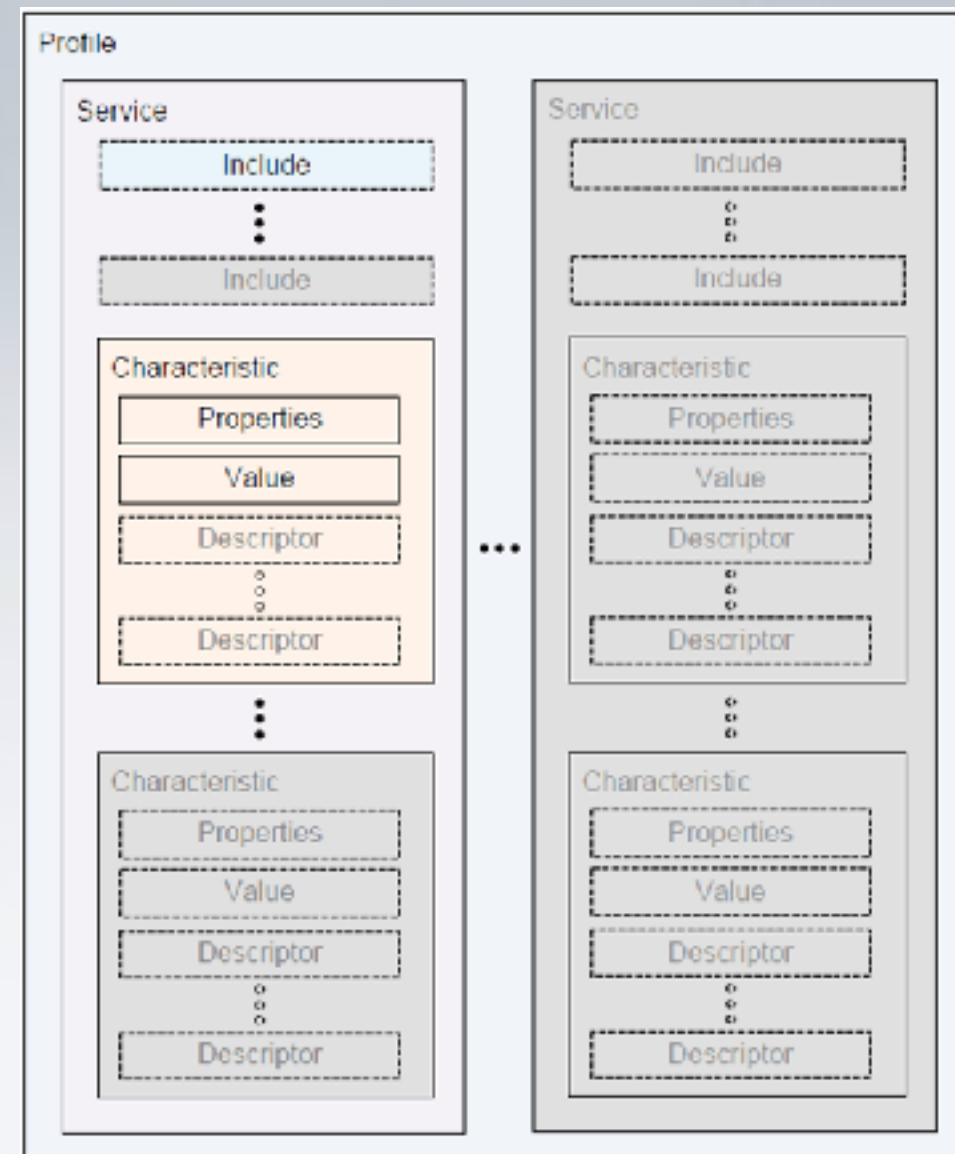 Profile
Service
Include
Include
Characteristic
Properties
Value
Descriptor
Descriptor
Characteristic
Properties
Value
Descriptor
Descriptor
Service
Include
Include
Characteristic
Properties
Value
Descriptor
Descriptor
Characteristic
Properties
Value
Descriptor
Descriptor